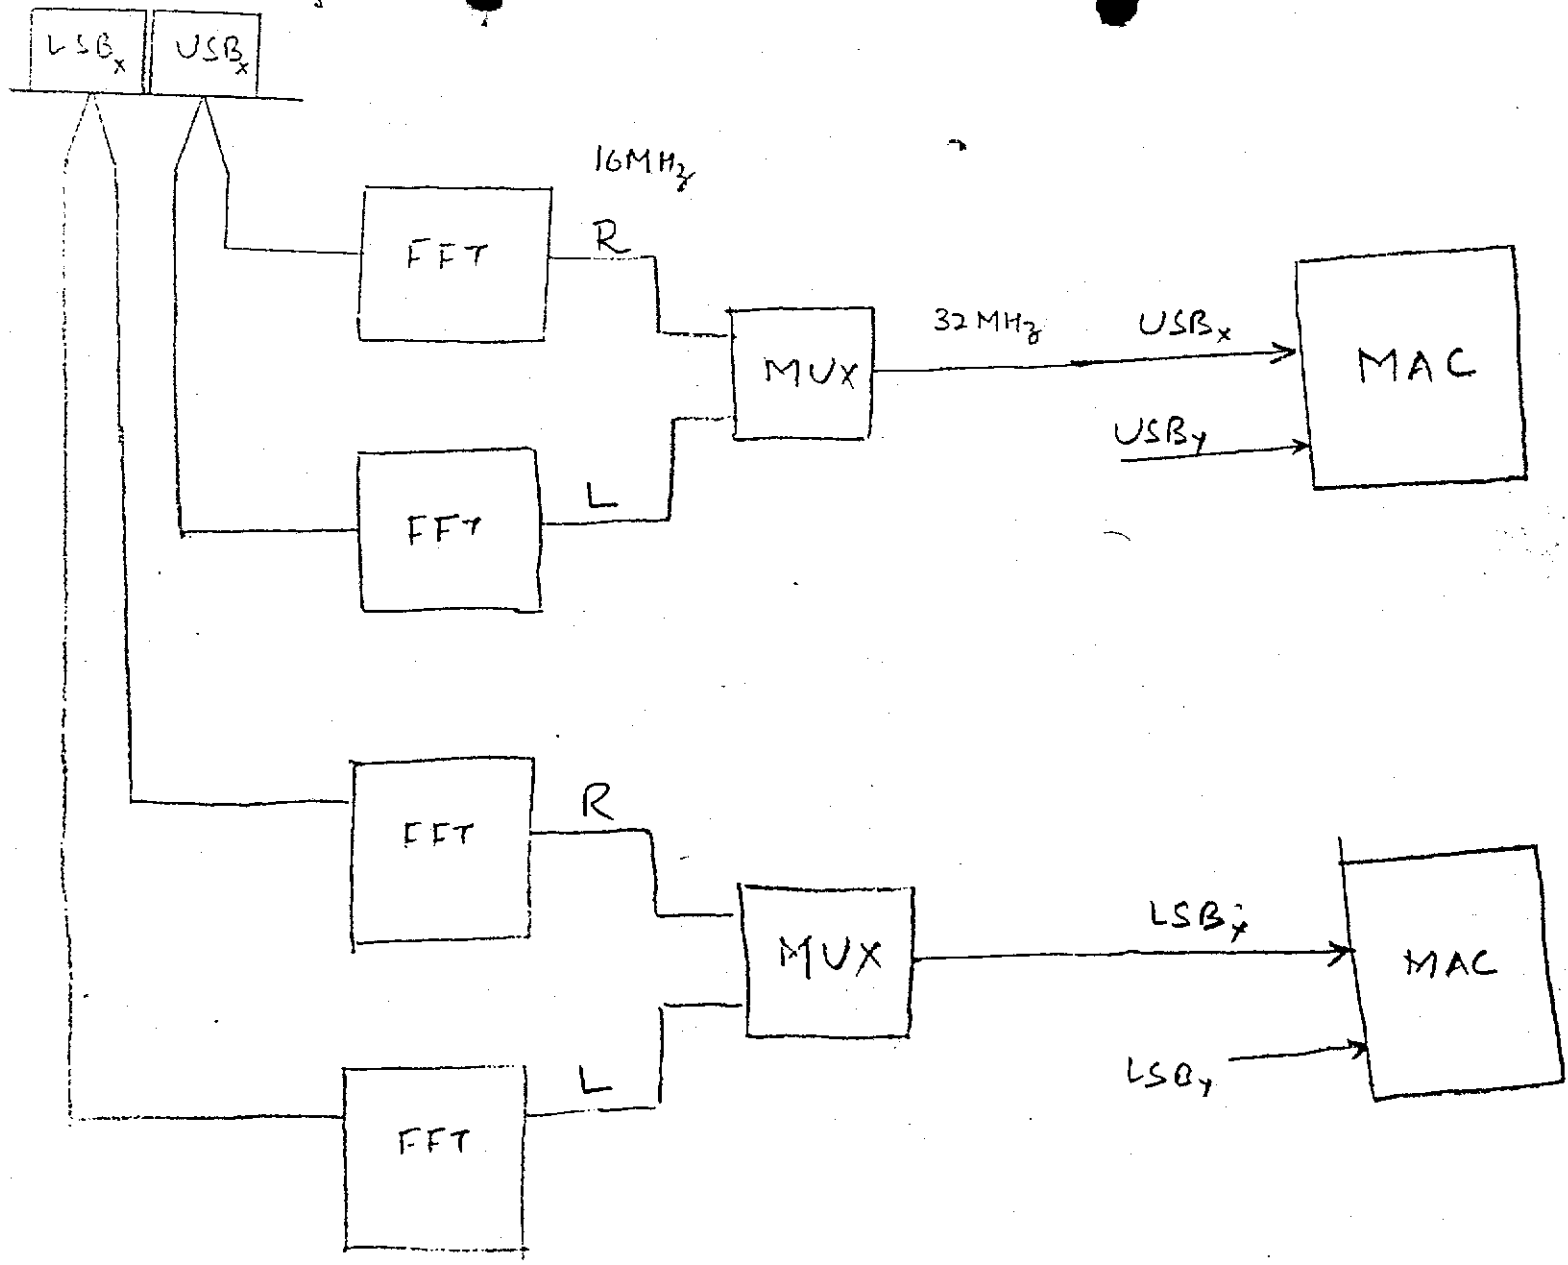 LSBx USBx
16MHz
FFT R
MUX 32MHz USBx MAC
USBy
FFT L
FFT R
MUX LSBx MAC
LSBy
FFT L